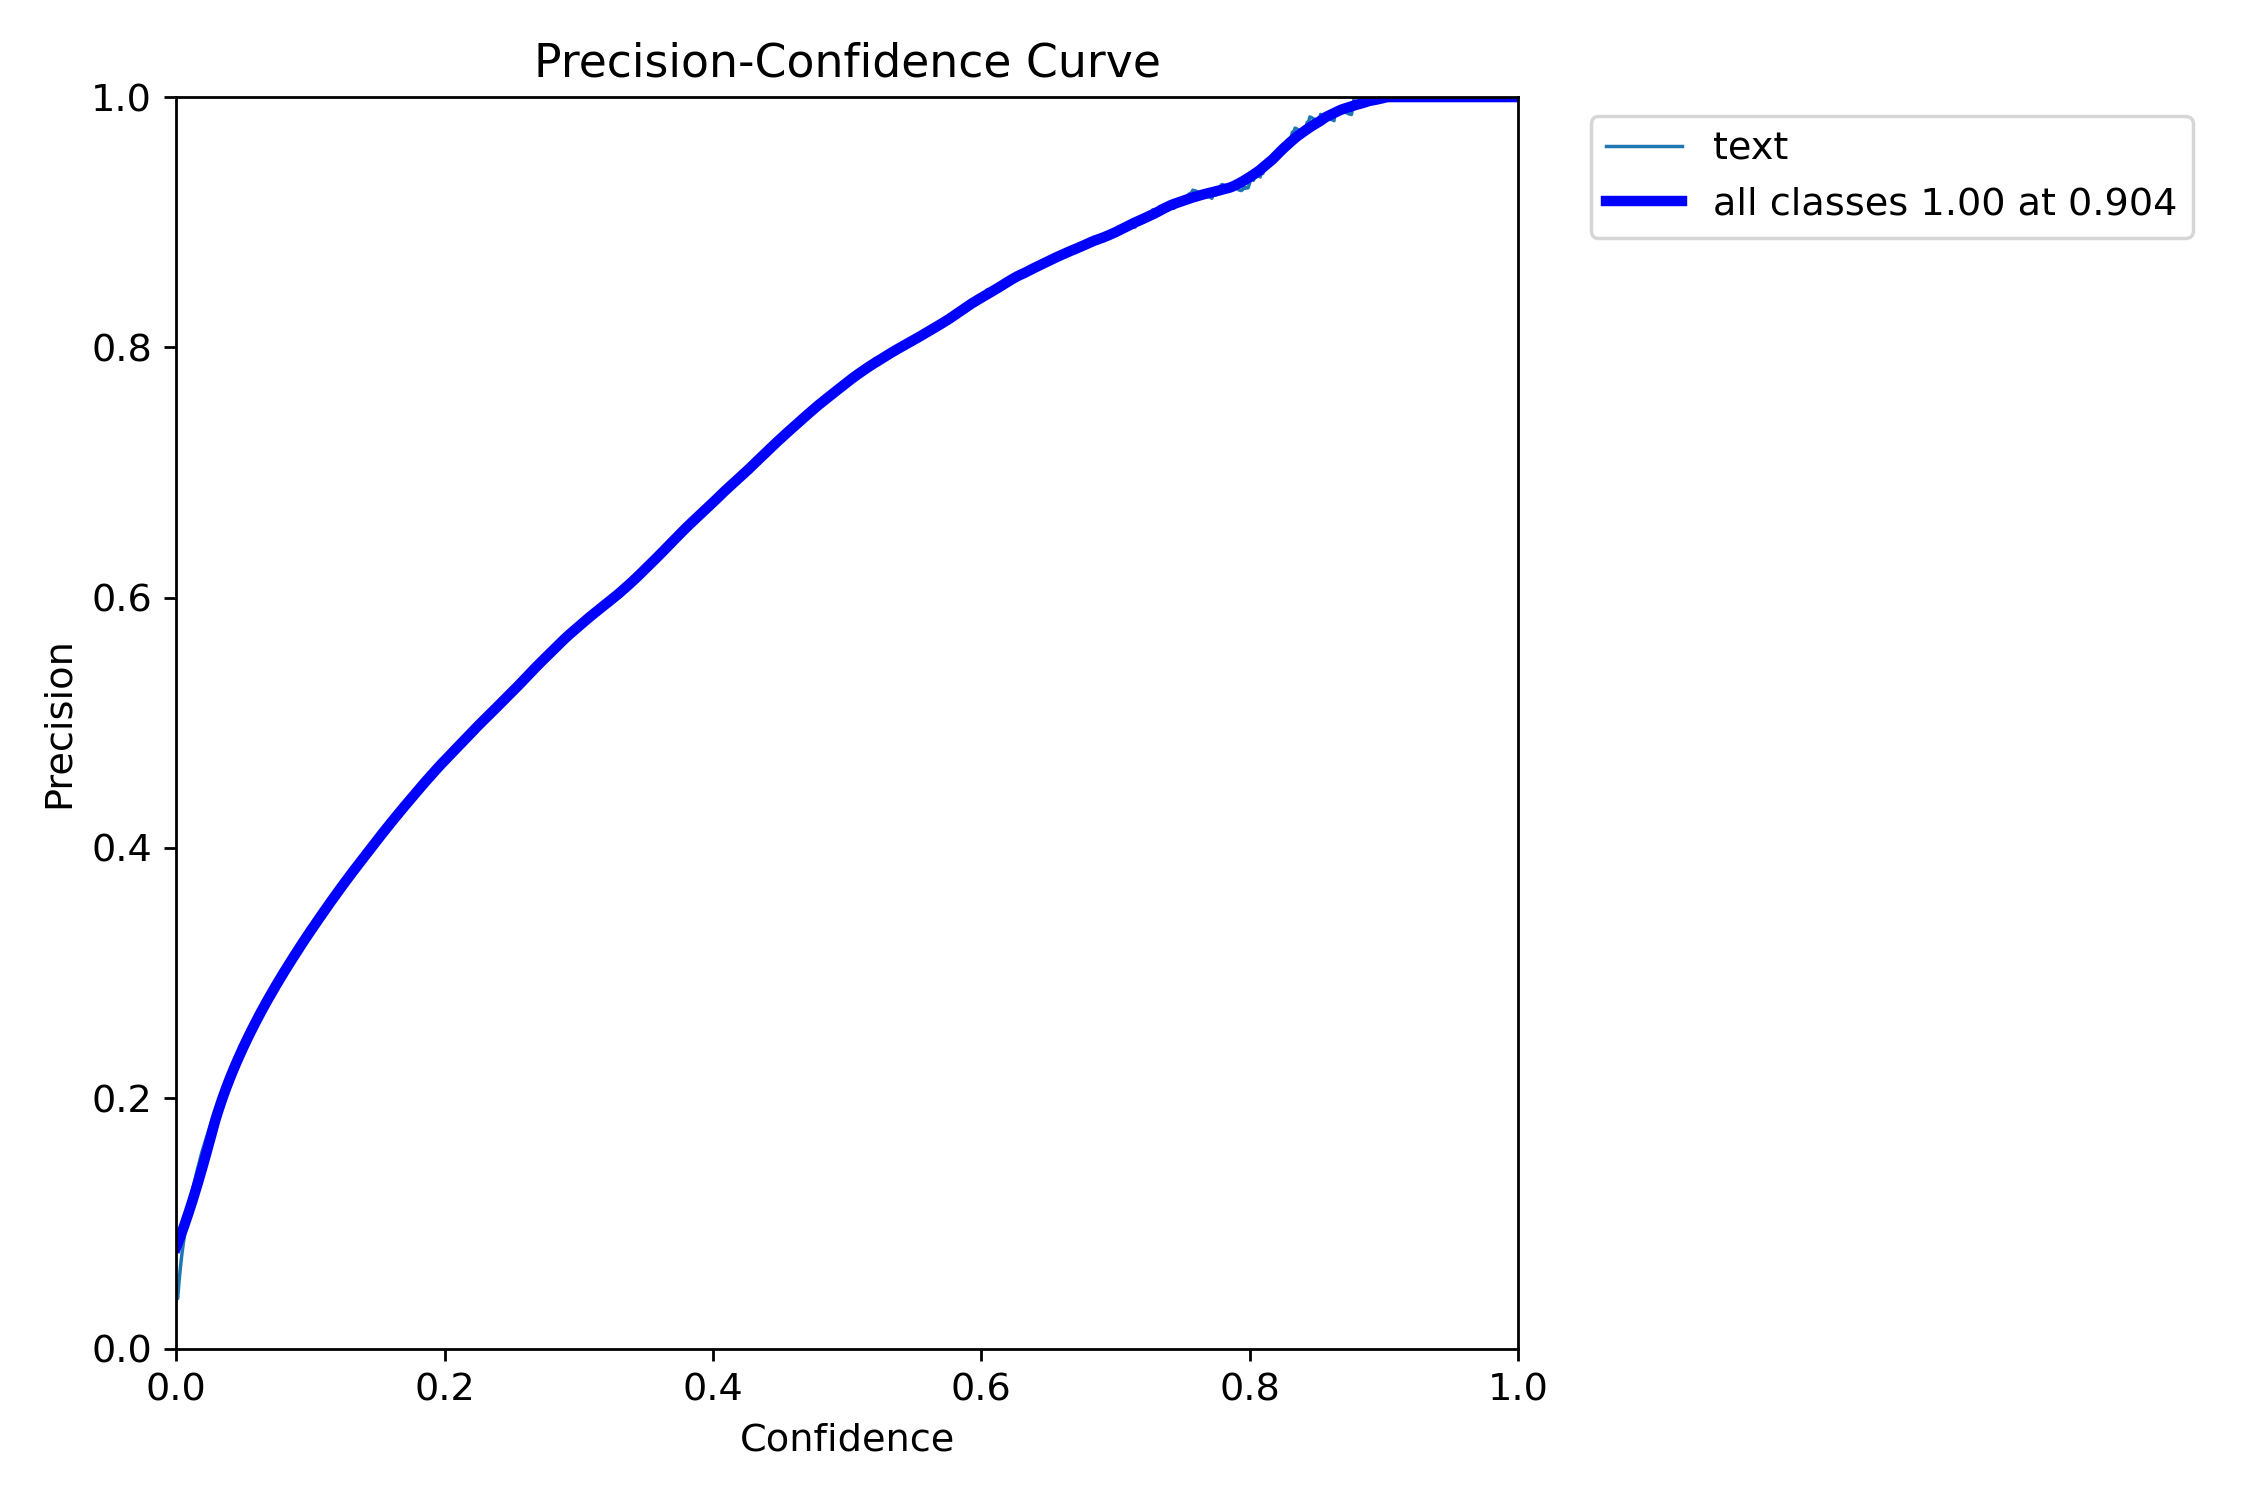 Precision-Confidence Curve
1.0
0.8
0.6
0.4
0.2
0.0
Precision
0.0 0.2 0.4 0.6 0.8 1.0
Confidence
text
all classes 1.00 at 0.904